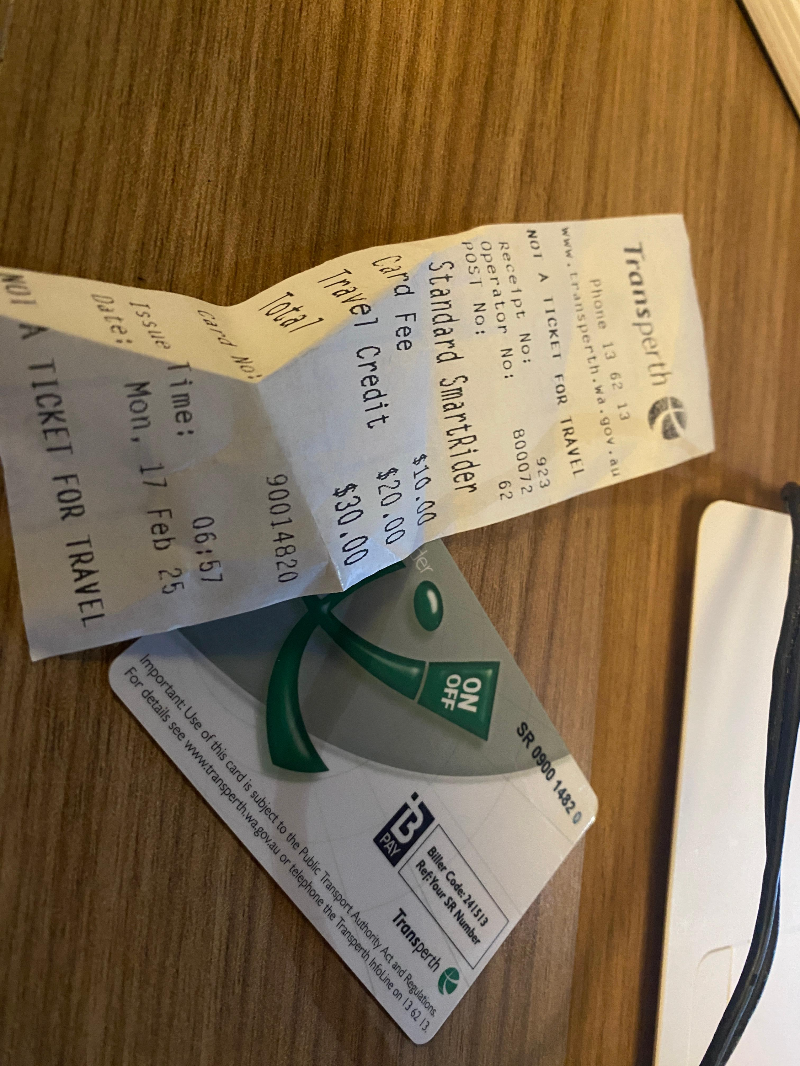 Transperth
Phone 13 62 13
www.transperth.wa.gov.au
NOT A TICKET FOR TRAVEL
Receipt No: 923
Operator No: 800072
POST No: 62
Standard SmartRider
Card Fee $10.00
Travel Credit $20.00
Total $30.00
Card No: 90014820
Issue Time: 06:57
Date: Mon, 17 Feb 25
NOT A TICKET FOR TRAVEL
ON
OFF
SR 0900 1482 0
B
PAY
Biller Code: 241513
Ref: Your SR Number
Transperth
Important: Use of this card is subject to the Public Transport Authority Act and Regulations.
For details see www.transperth.wa.gov.au or telephone the Transperth InfoLine on 13 62 13.